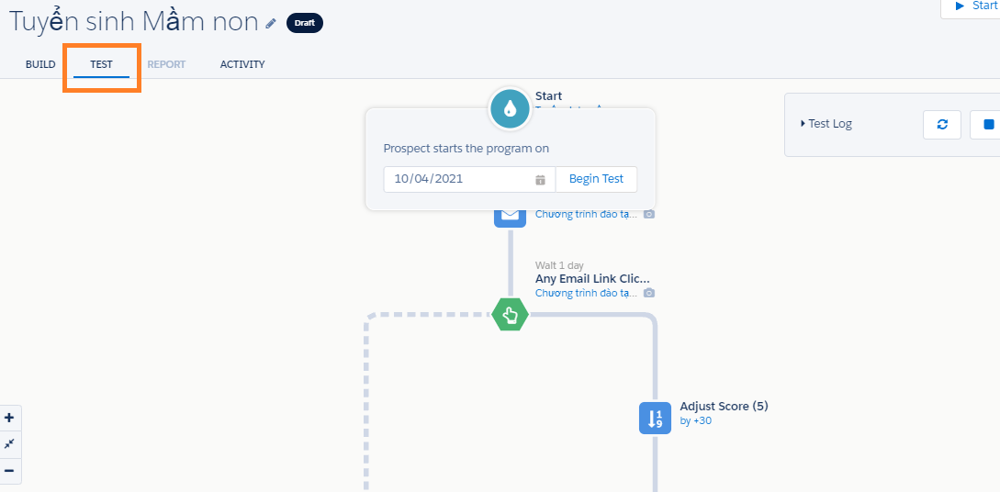 Tuyển sinh Mầm non Draft
Start
BUILD TEST REPORT ACTIVITY
Start
Test Log
Prospect starts the program on
10/04/2021 Begin Test
Chương trình đào tạ...
Wait 1 day
Any Email Link Clic...
Chương trình đào tạ...
Adjust Score (5)
by +30
1
9